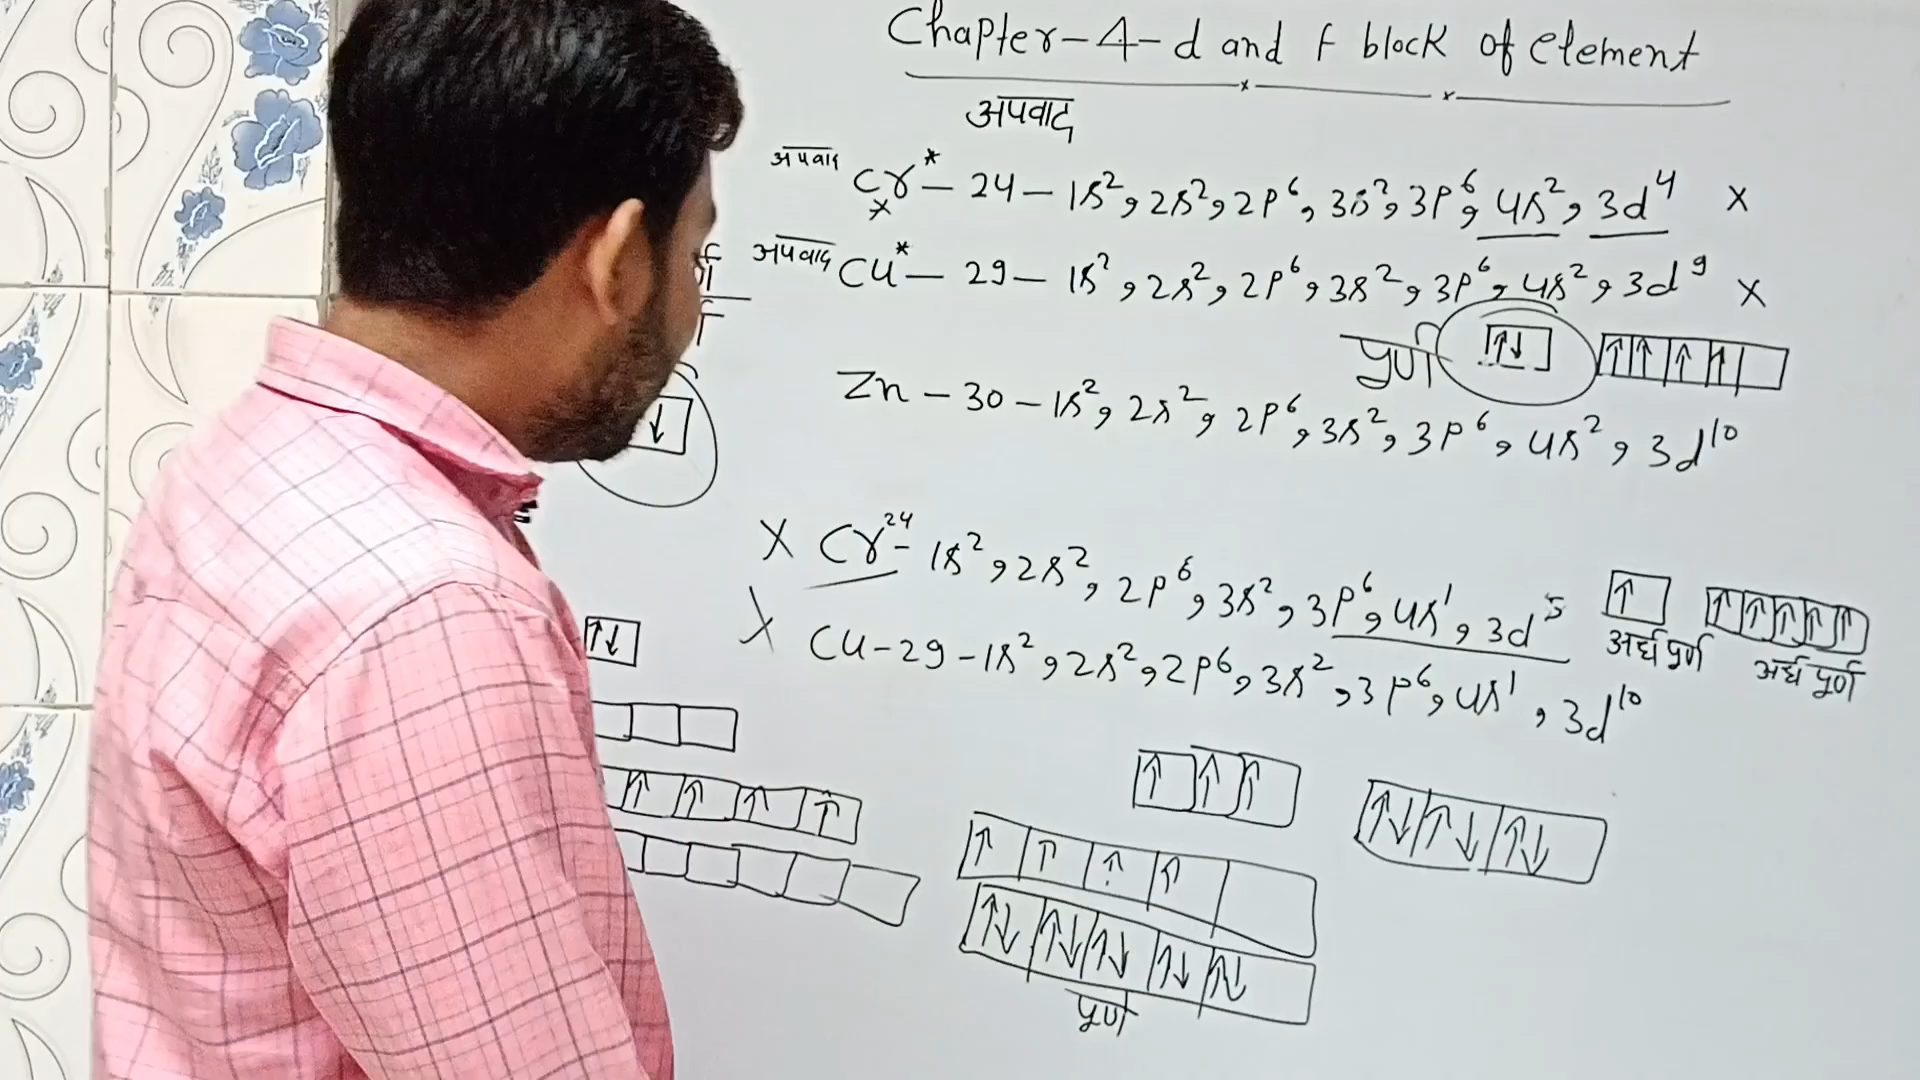 Chapter-4-d and f block of element
अपवाद
अपवाद Cr* - 24 - 1s², 2s², 2p⁶, 3s², 3p⁶, 4s², 3d⁴ ×
×
अपवाद Cu* - 29 - 1s², 2s², 2p⁶, 3s², 3p⁶, 4s², 3d⁹ ×
पुर्ण ↑↓ ↑ ↑ ↑ ↑
Zn - 30 - 1s², 2s², 2p⁶, 3s², 3p⁶, 4s², 3d¹⁰
× Cr²⁴ - 1s², 2s², 2p⁶, 3s², 3p⁶, 4s¹, 3d⁵ ↑ ↑ ↑ ↑ ↑ ↑
अर्घ पुर्ण अर्घ पुर्ण
× Cu - 29 - 1s², 2s², 2p⁶, 3s², 3p⁶, 4s¹, 3d¹⁰
पुर्ण